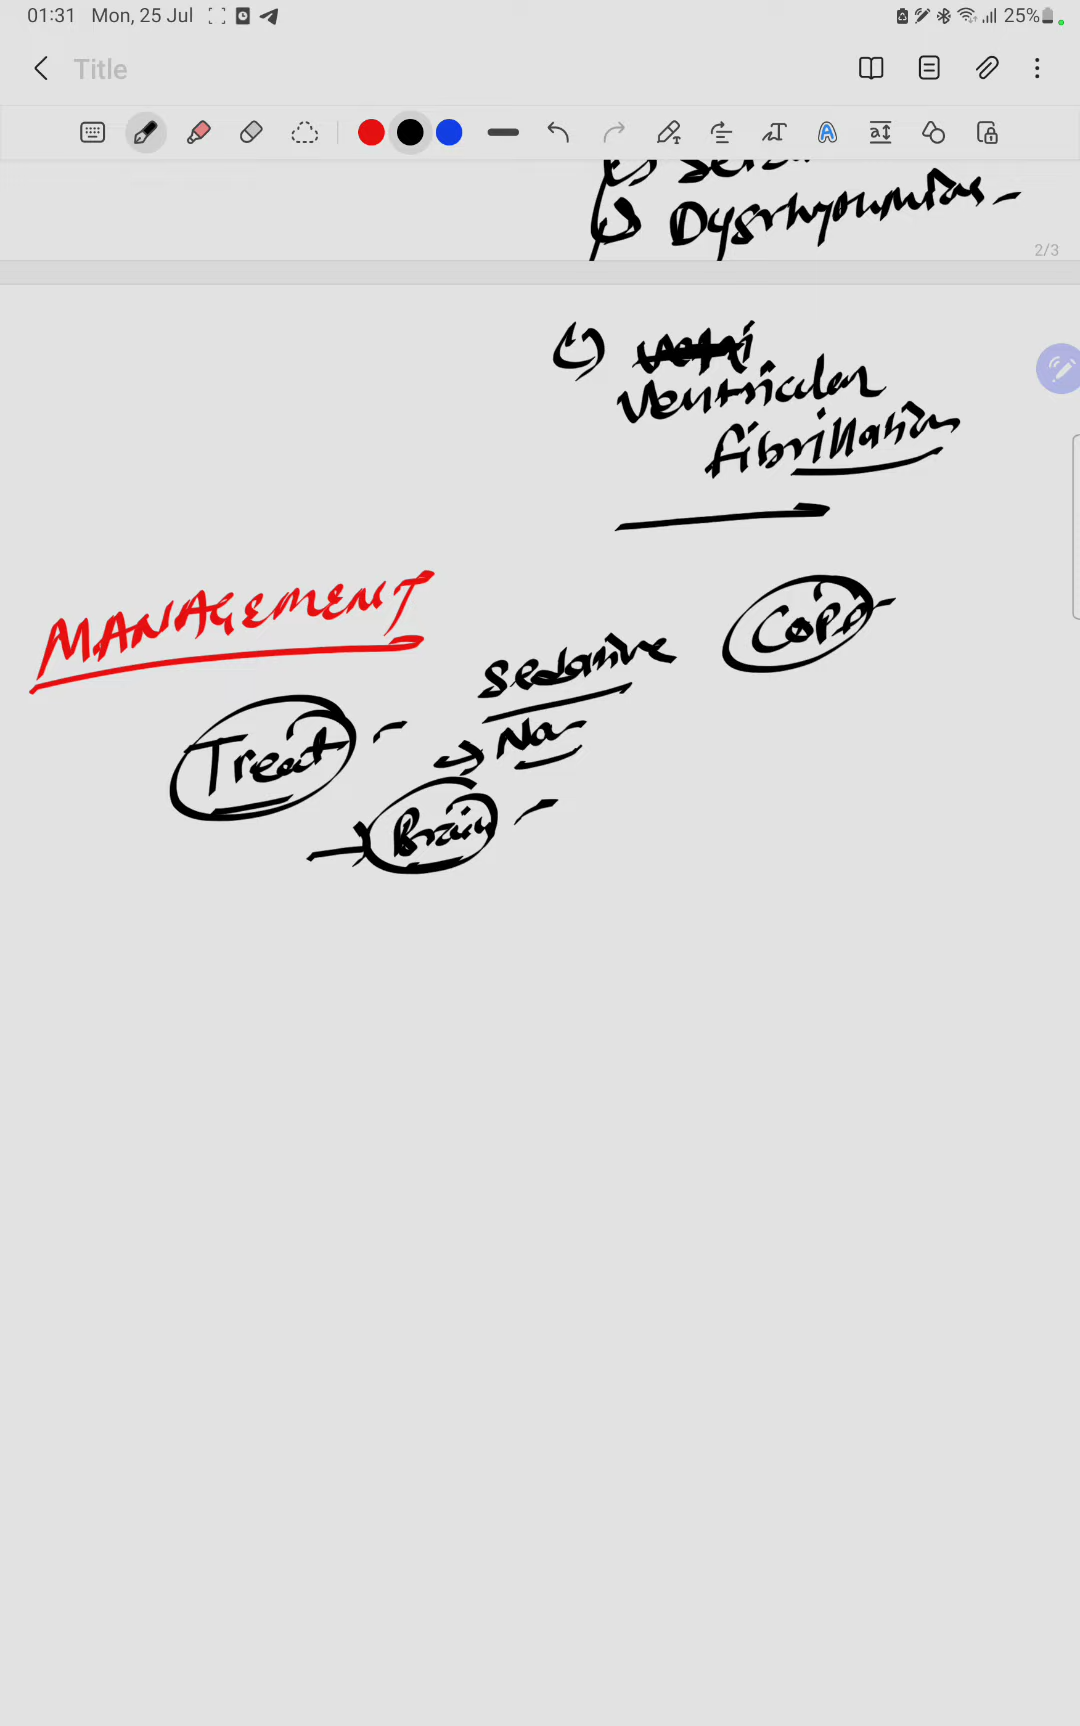 01:31 Mon, 25 Jul 25%
Title
Dysrhythmias -
2/3
Ventricular
fibrillation
MANAGEMENT
COPD
Sedative
Treat
→ Na
→ Brain